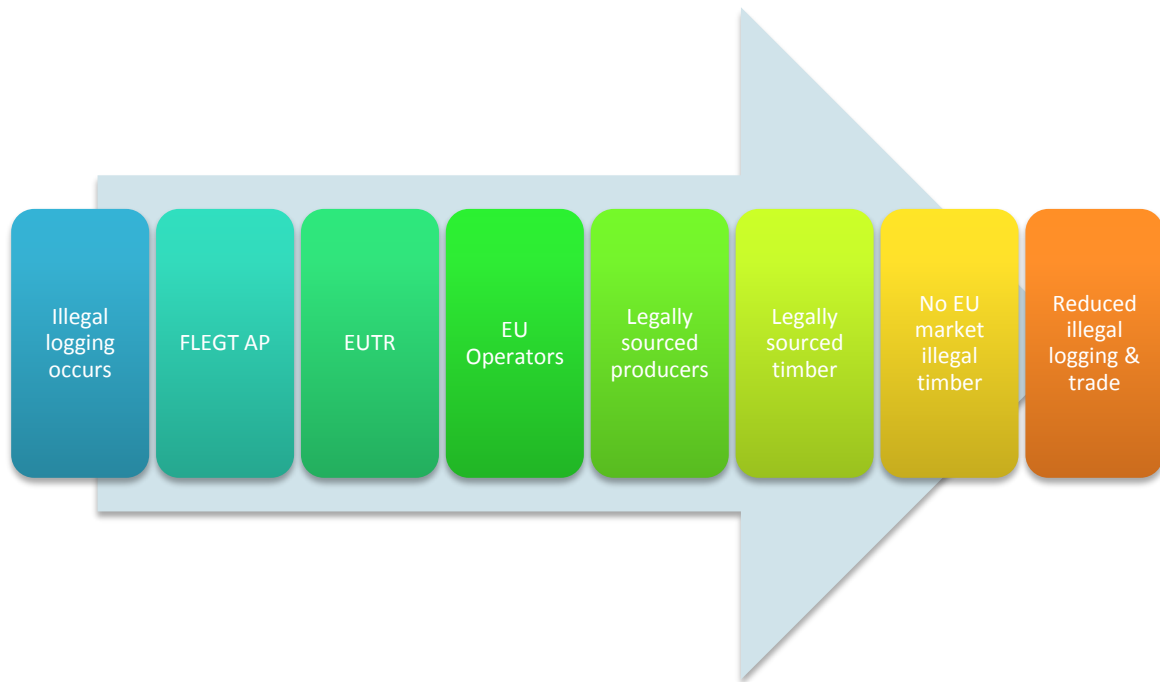 Illegal
logging
occurs
FLEGT AP
EUTR
EU
Operators
Legally
sourced
producers
Legally
sourced
timber
No EU
market
illegal
timber
Reduced
illegal
logging &
trade